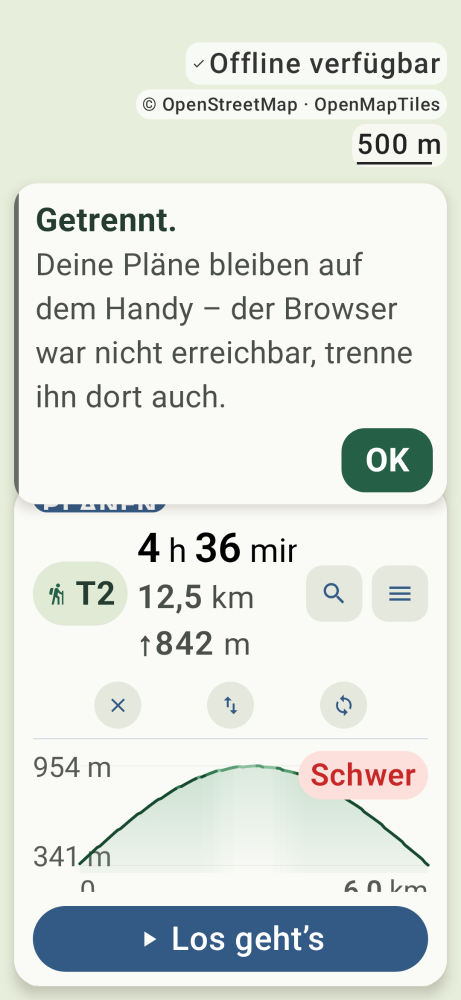 Offline verfügbar
© OpenStreetMap · OpenMapTiles
500 m
Getrennt.
Deine Pläne bleiben auf
dem Handy – der Browser
war nicht erreichbar, trenne
ihn dort auch.
OK
T2
4 h 36 mir
12,5 km
↑842 m
954 m
Schwer
341 m
0
6,0 km
Los geht's